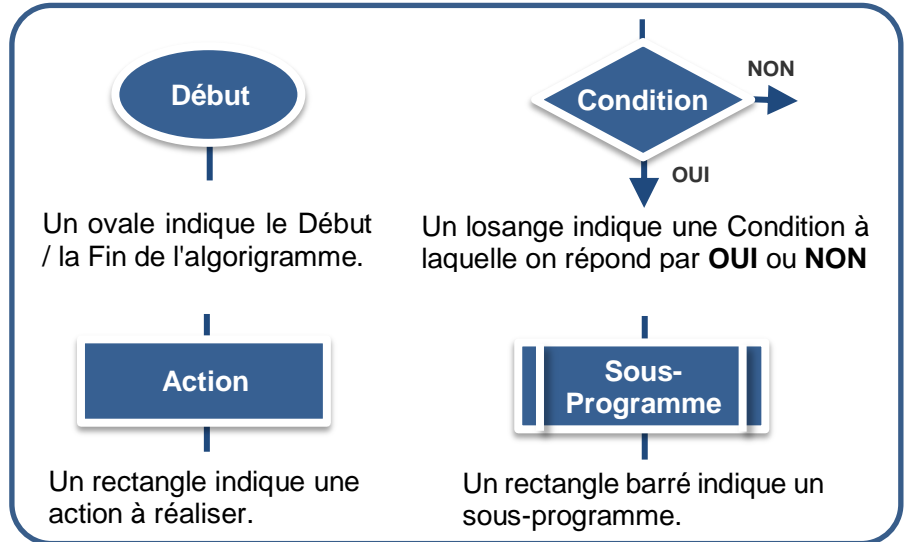 Début
Un ovale indique le Début
/ la Fin de l'algorigramme.
Condition
NON
OUI
Un losange indique une Condition à
laquelle on répond par OUI ou NON
Action
Un rectangle indique une
action à réaliser.
Sous-
Programme
Un rectangle barré indique un
sous-programme.